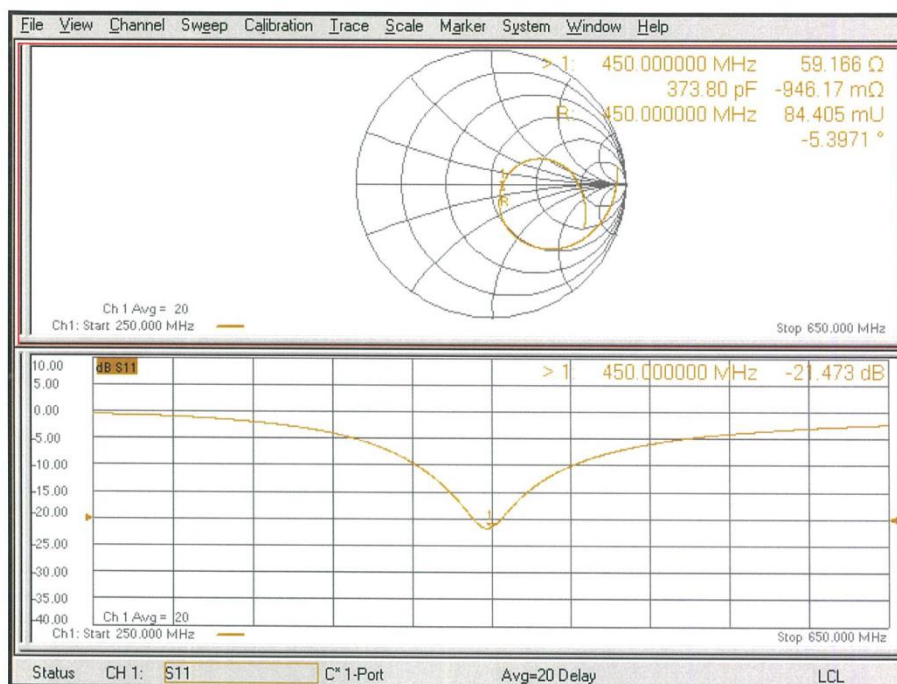 File View Channel Sweep Calibration Trace Scale Marker System Window Help
> 1: 450.000000 MHz 59.166 Ω
373.80 pF -946.17 mΩ
R: 450.000000 MHz 84.405 mU
-5.3971 °
1
R
Ch 1 Avg = 20
Ch1: Start 250.000 MHz
Stop 650.000 MHz
10.00
dB S11
> 1: 450.000000 MHz -21.473 dB
5.00
0.00
-5.00
-10.00
-15.00
-20.00
1
-25.00
-30.00
-35.00
-40.00
Ch 1 Avg = 20
Ch1: Start 250.000 MHz
Stop 650.000 MHz
Status CH 1: S11 C* 1-Port Avg=20 Delay LCL